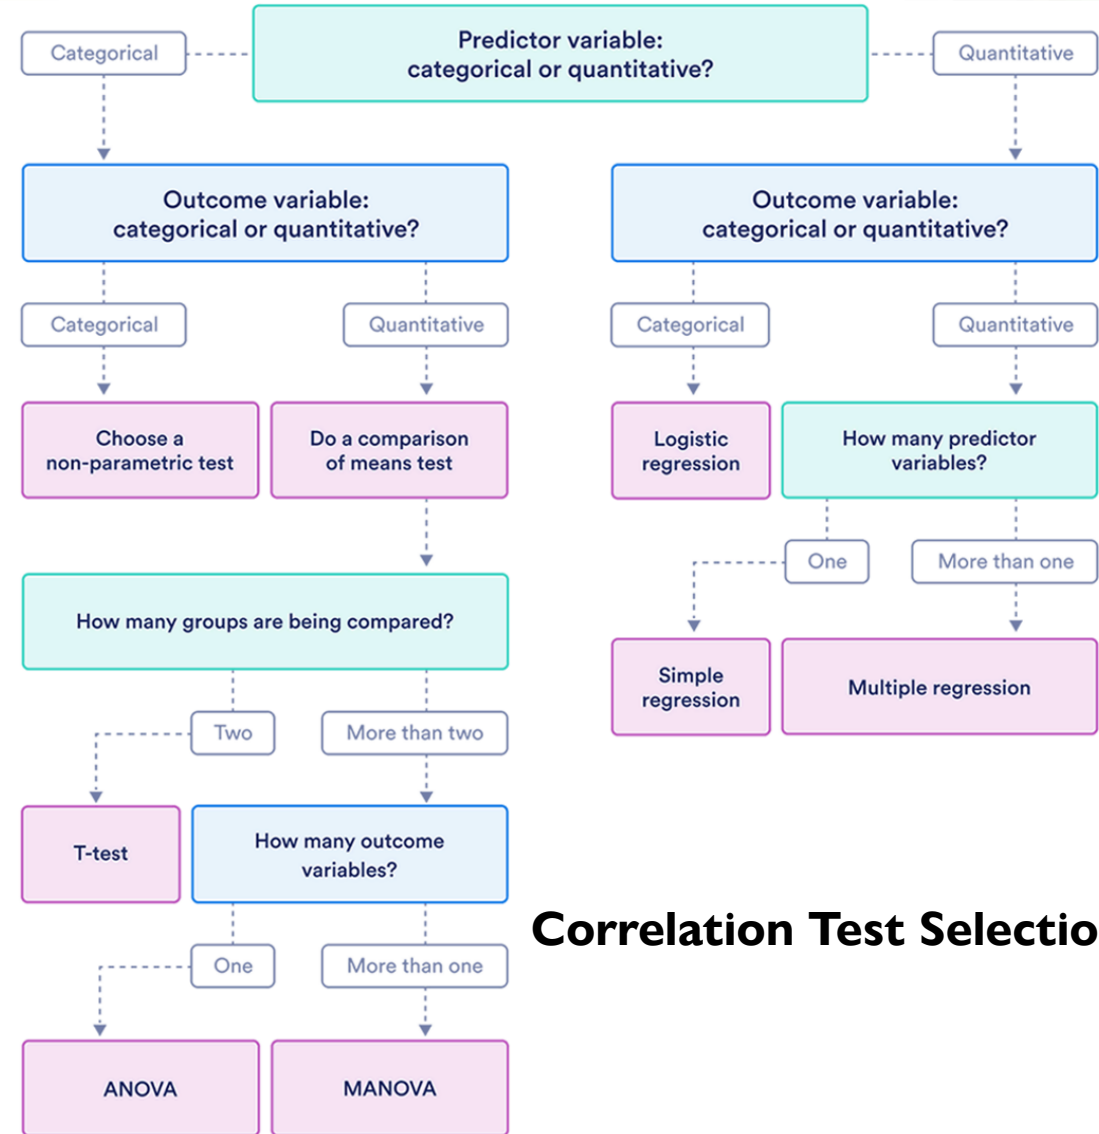 Predictor variable:
categorical or quantitative?
Categorical
Quantitative
Outcome variable:
categorical or quantitative?
Categorical
Quantitative
Choose a
non-parametric test
Do a comparison
of means test
How many groups are being compared?
Two
More than two
T-test
How many outcome
variables?
One
More than one
ANOVA
MANOVA
Outcome variable:
categorical or quantitative?
Categorical
Quantitative
Logistic
regression
How many predictor
variables?
One
More than one
Simple
regression
Multiple regression
Correlation Test Selectio